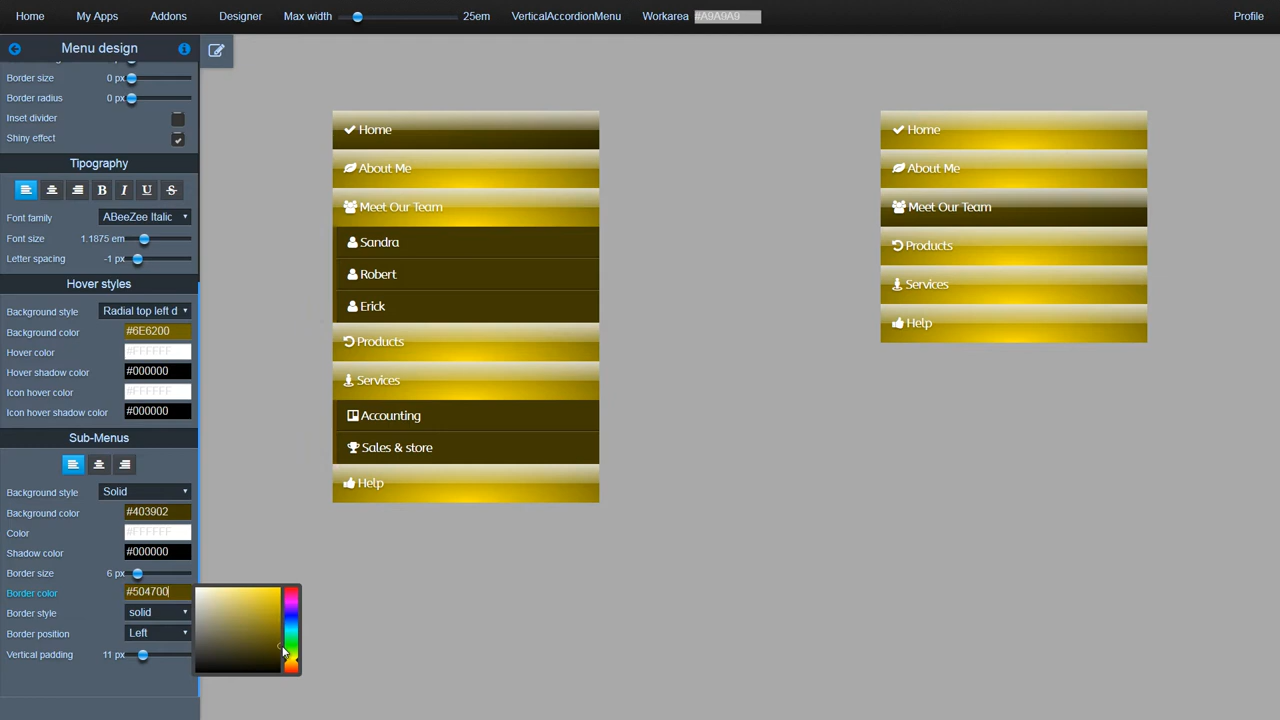 Home My Apps Addons Designer Max width 25em VerticalAccordionMenu Workarea #A9A9A9 Profile
Menu design
Border size 0 px
Border radius 0 px
Inset divider
Shiny effect
Tipography
B I U S
Font family ABeeZee Italic
Font size 1.1875 em
Letter spacing -1 px
Hover styles
Background style Radial top left d
Background color #6E6200
Hover color #FFFFFF
Hover shadow color #000000
Icon hover color #FFFFFF
Icon hover shadow color #000000
Sub-Menus
Background style Solid
Background color #403902
Color #FFFFFF
Shadow color #000000
Border size 6 px
Border color #504700
Border style solid
Border position Left
Vertical padding 11 px
Home
About Me
Meet Our Team
Sandra
Robert
Erick
Products
Services
Accounting
Sales & store
Help
Home
About Me
Meet Our Team
Products
Services
Help